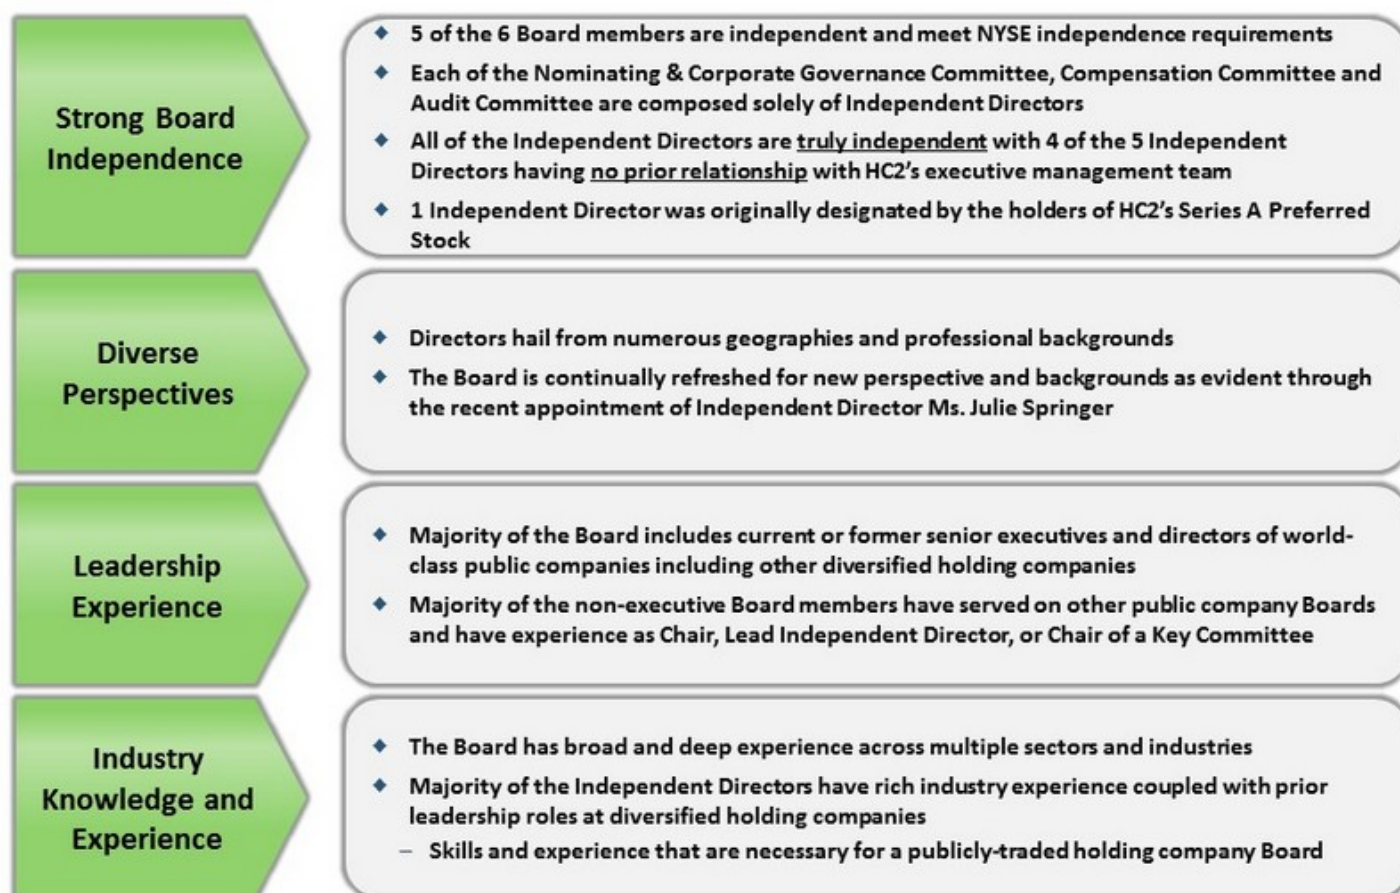 Strong Board
Independence
◆ 5 of the 6 Board members are independent and meet NYSE independence requirements
◆ Each of the Nominating & Corporate Governance Committee, Compensation Committee and
Audit Committee are composed solely of Independent Directors
◆ All of the Independent Directors are truly independent with 4 of the 5 Independent
Directors having no prior relationship with HC2's executive management team
◆ 1 Independent Director was originally designated by the holders of HC2's Series A Preferred
Stock
Diverse
Perspectives
◆ Directors hail from numerous geographies and professional backgrounds
◆ The Board is continually refreshed for new perspective and backgrounds as evident through
the recent appointment of Independent Director Ms. Julie Springer
Leadership
Experience
◆ Majority of the Board includes current or former senior executives and directors of world-
class public companies including other diversified holding companies
◆ Majority of the non-executive Board members have served on other public company Boards
and have experience as Chair, Lead Independent Director, or Chair of a Key Committee
Industry
Knowledge and
Experience
◆ The Board has broad and deep experience across multiple sectors and industries
◆ Majority of the Independent Directors have rich industry experience coupled with prior
leadership roles at diversified holding companies
– Skills and experience that are necessary for a publicly-traded holding company Board